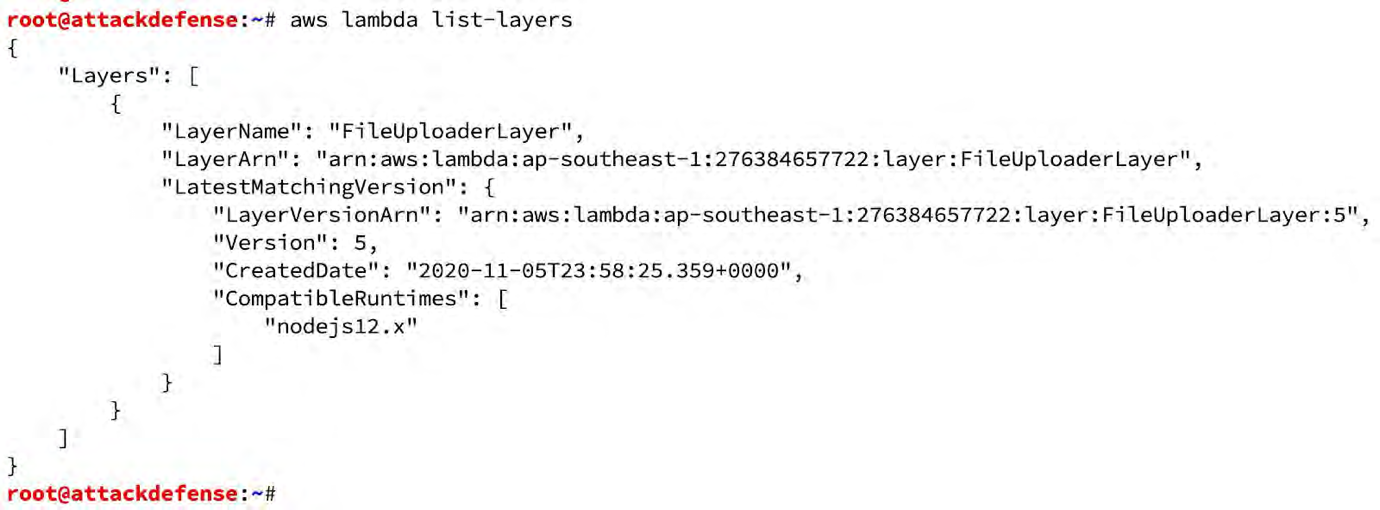 root@attackdefense:~# aws lambda list-layers
{
    "Layers": [
        {
            "LayerName": "FileUploaderLayer",
            "LayerArn": "arn:aws:lambda:ap-southeast-1:276384657722:layer:FileUploaderLayer",
            "LatestMatchingVersion": {
                "LayerVersionArn": "arn:aws:lambda:ap-southeast-1:276384657722:layer:FileUploaderLayer:5",
                "Version": 5,
                "CreatedDate": "2020-11-05T23:58:25.359+0000",
                "CompatibleRuntimes": [
                    "nodejs12.x"
                ]
            }
        }
    ]
}
root@attackdefense:~#